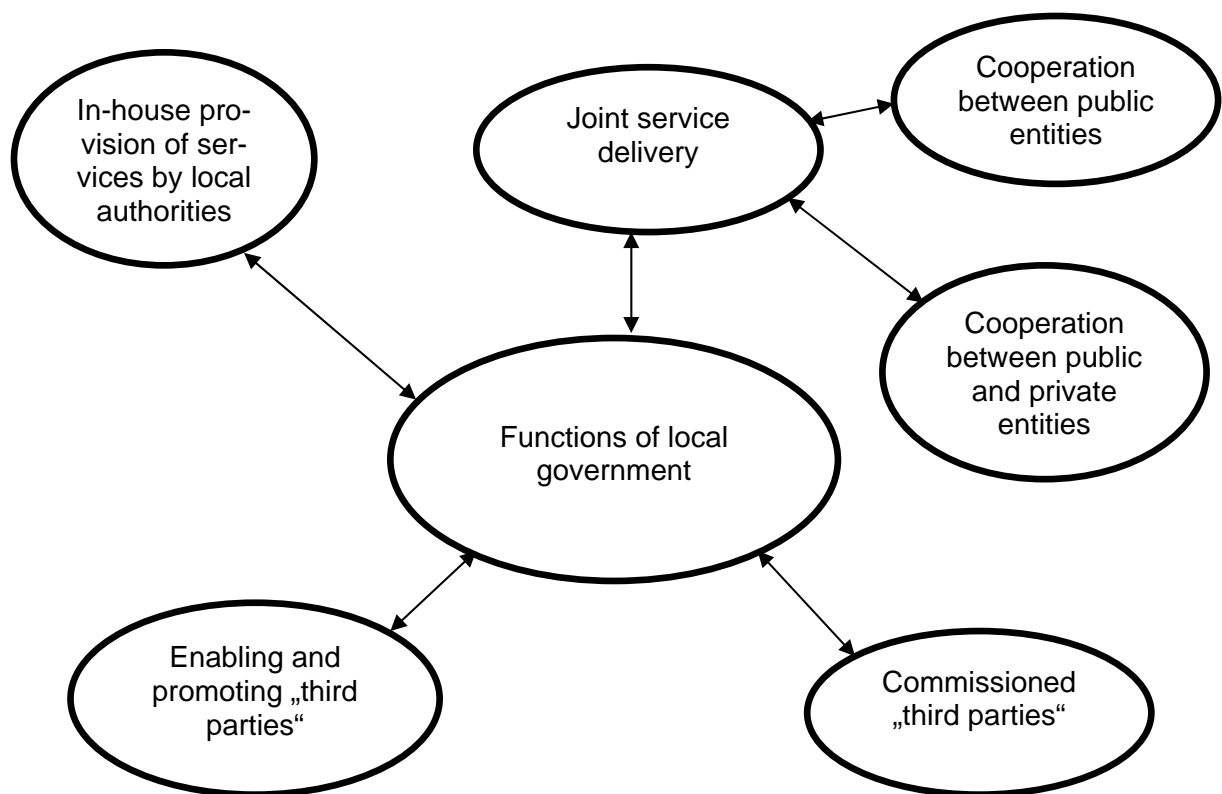 In-house pro-
vision of ser-
vices by local
authorities
Joint service
delivery
Cooperation
between public
entities
Cooperation
between public
and private
entities
Functions of local
government
Enabling and
promoting „third
parties“
Commissioned
„third parties“